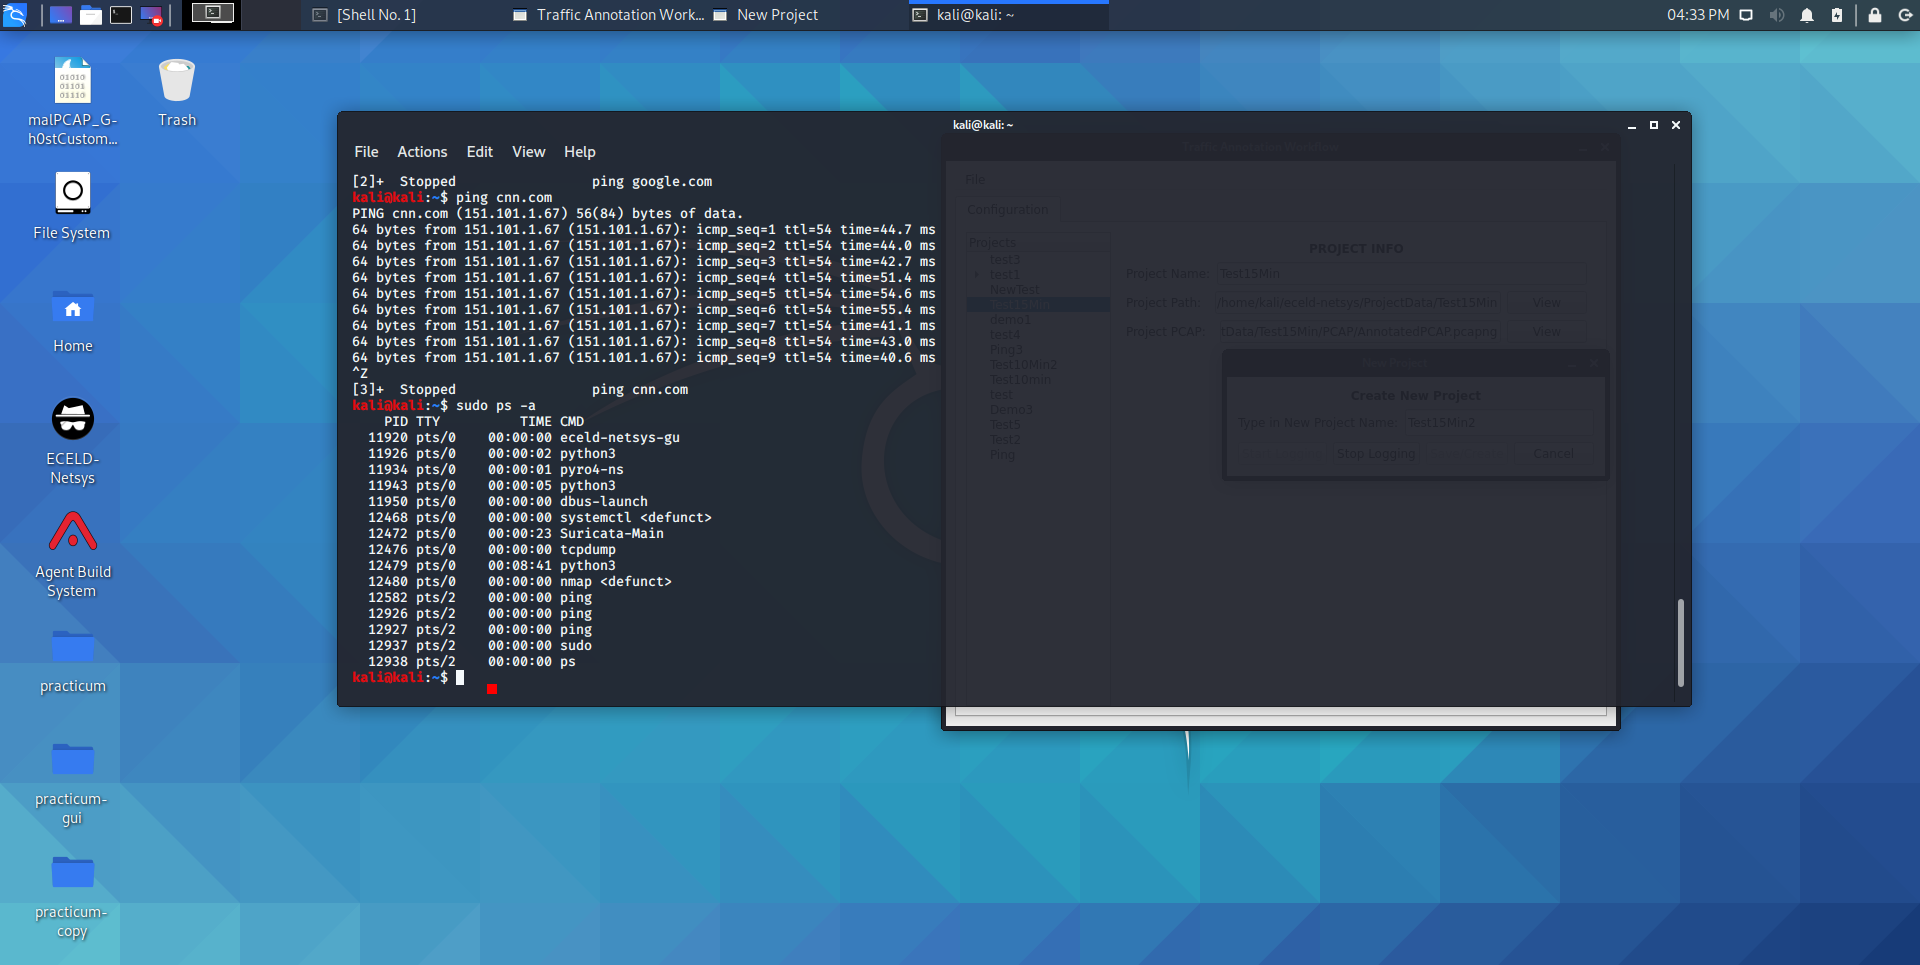 [Shell No. 1]
Traffic Annotation Work...
New Project
kali@kali: ~
04:33 PM
malPCAP_G-
h0stCustom...
Trash
File System
Home
ECELD-
Netsys
Agent Build
System
practicum
practicum-
gui
practicum-
copy
kali@kali: ~
File Actions Edit View Help
[2]+  Stopped                 ping google.com
kali@kali:~$ ping cnn.com
PING cnn.com (151.101.1.67) 56(84) bytes of data.
64 bytes from 151.101.1.67 (151.101.1.67): icmp_seq=1 ttl=54 time=44.7 ms
64 bytes from 151.101.1.67 (151.101.1.67): icmp_seq=2 ttl=54 time=44.0 ms
64 bytes from 151.101.1.67 (151.101.1.67): icmp_seq=3 ttl=54 time=42.7 ms
64 bytes from 151.101.1.67 (151.101.1.67): icmp_seq=4 ttl=54 time=51.4 ms
64 bytes from 151.101.1.67 (151.101.1.67): icmp_seq=5 ttl=54 time=54.6 ms
64 bytes from 151.101.1.67 (151.101.1.67): icmp_seq=6 ttl=54 time=55.4 ms
64 bytes from 151.101.1.67 (151.101.1.67): icmp_seq=7 ttl=54 time=41.1 ms
64 bytes from 151.101.1.67 (151.101.1.67): icmp_seq=8 ttl=54 time=43.0 ms
64 bytes from 151.101.1.67 (151.101.1.67): icmp_seq=9 ttl=54 time=40.6 ms
^Z
[3]+  Stopped                 ping cnn.com
kali@kali:~$ sudo ps -a
    PID TTY          TIME CMD
  11920 pts/0    00:00:00 eceld-netsys-gu
  11926 pts/0    00:00:02 python3
  11934 pts/0    00:00:01 pyro4-ns
  11943 pts/0    00:00:05 python3
  11950 pts/0    00:00:00 dbus-launch
  12468 pts/0    00:00:00 systemctl <defunct>
  12472 pts/0    00:00:23 Suricata-Main
  12476 pts/0    00:00:00 tcpdump
  12479 pts/0    00:08:41 python3
  12480 pts/0    00:00:00 nmap <defunct>
  12582 pts/2    00:00:00 ping
  12926 pts/2    00:00:00 ping
  12927 pts/2    00:00:00 ping
  12937 pts/2    00:00:00 sudo
  12938 pts/2    00:00:00 ps
kali@kali:~$
Traffic Annotation Workflow
File
Configuration
Projects
test3
test1
NewTest
Test15Min
demo1
test4
Ping3
Test10Min2
Test10min
test
Demo3
Test5
Test2
Ping
PROJECT INFO
Project Name: Test15Min
Project Path: /home/kali/eceld-netsys/ProjectData/Test15Min View
Project PCAP: tData/Test15Min/PCAP/AnnotatedPCAP.pcapng View
New Project
Create New Project
Type in New Project Name: Test15Min2
Stop Logging
Cancel